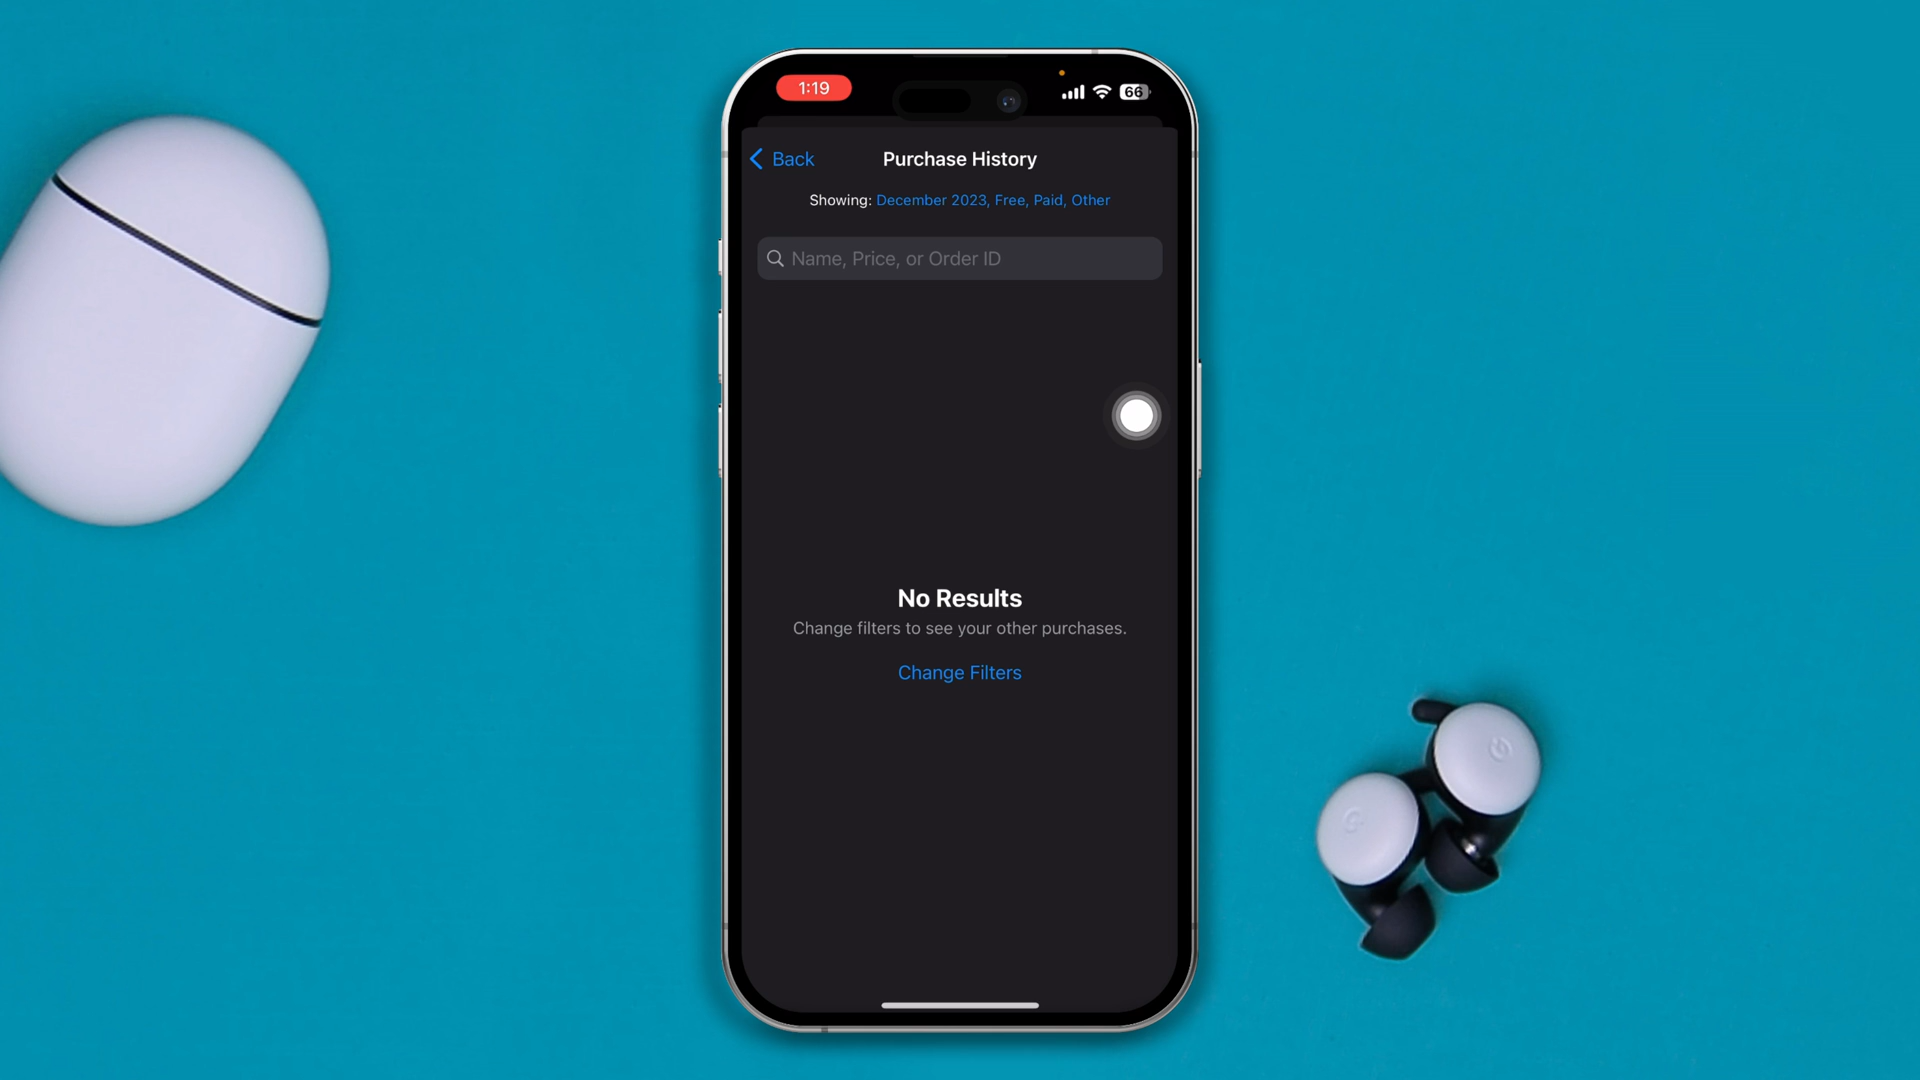 1:19
66
Back
Purchase History
Showing: December 2023, Free, Paid, Other
Name, Price, or Order ID
No Results
Change filters to see your other purchases.
Change Filters